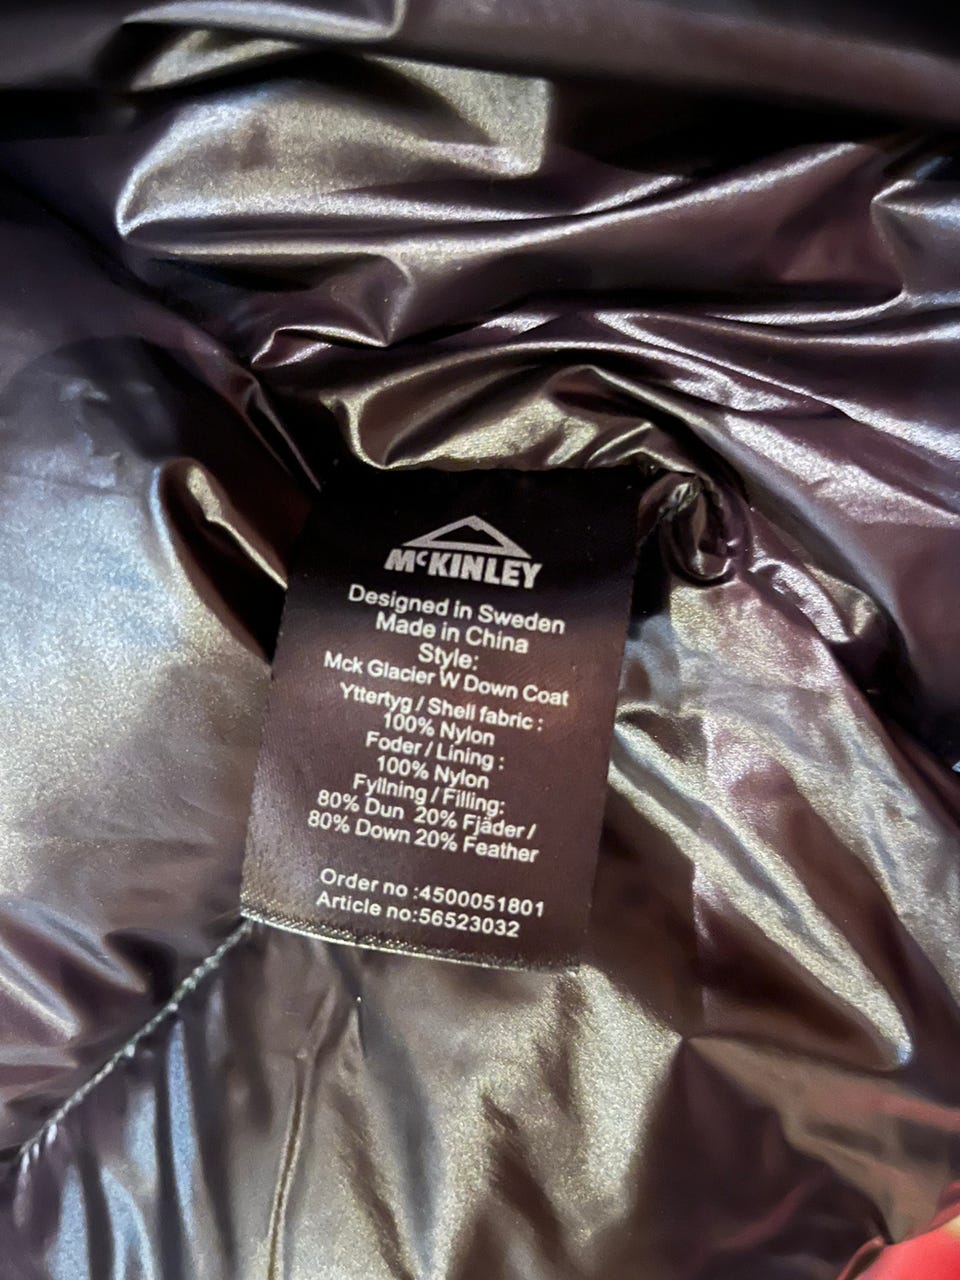 McKINLEY
Designed in Sweden
Made in China
Style:
Mck Glacier W Down Coat
Yttertyg / Shell fabric :
100% Nylon
Foder / Lining :
100% Nylon
Fyllning / Filling:
80% Dun 20% Fjäder /
80% Down 20% Feather
Order no :4500051801
Article no:56523032